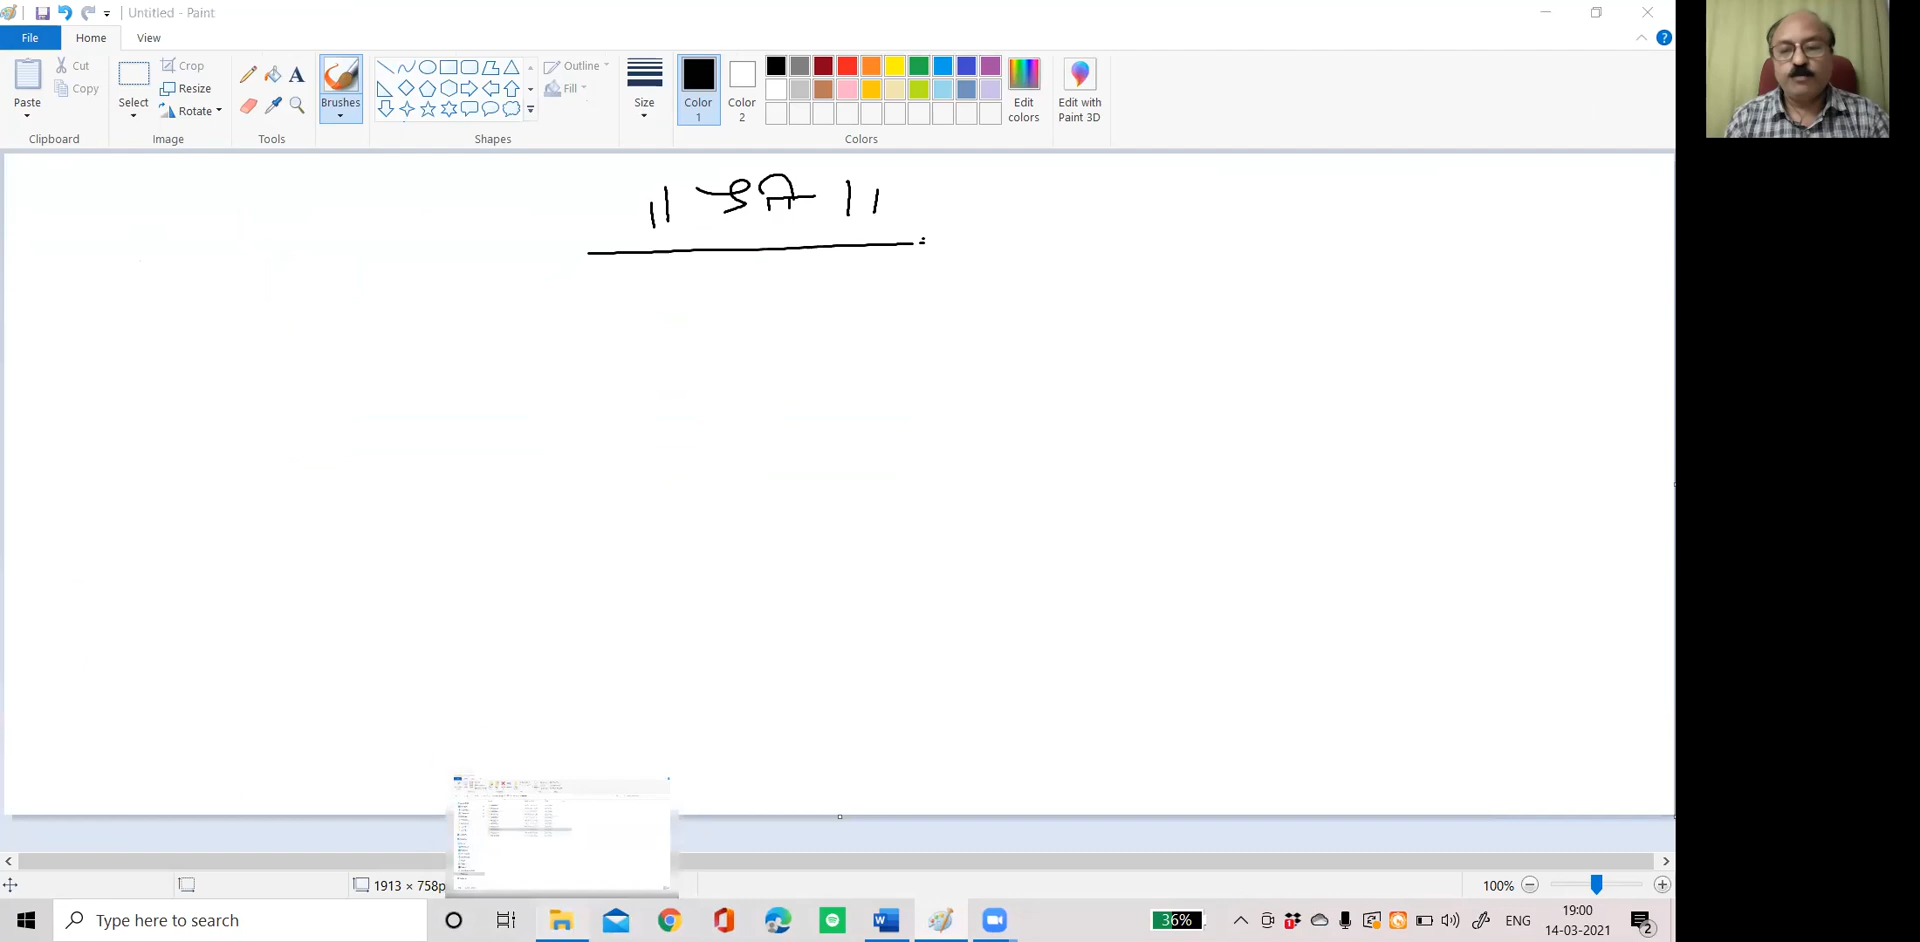 Untitled - Paint
File Home View
Paste
Cut
Copy
Clipboard
Select
Crop
Resize
Rotate
Image
A
Tools
Brushes
Shapes
Outline
Fill
Size
Color 1
Color 2
Edit colors
Colors
Edit with Paint 3D
1913 × 758p
100%
Type here to search
36%
ENG
19:00
14-03-2021
2